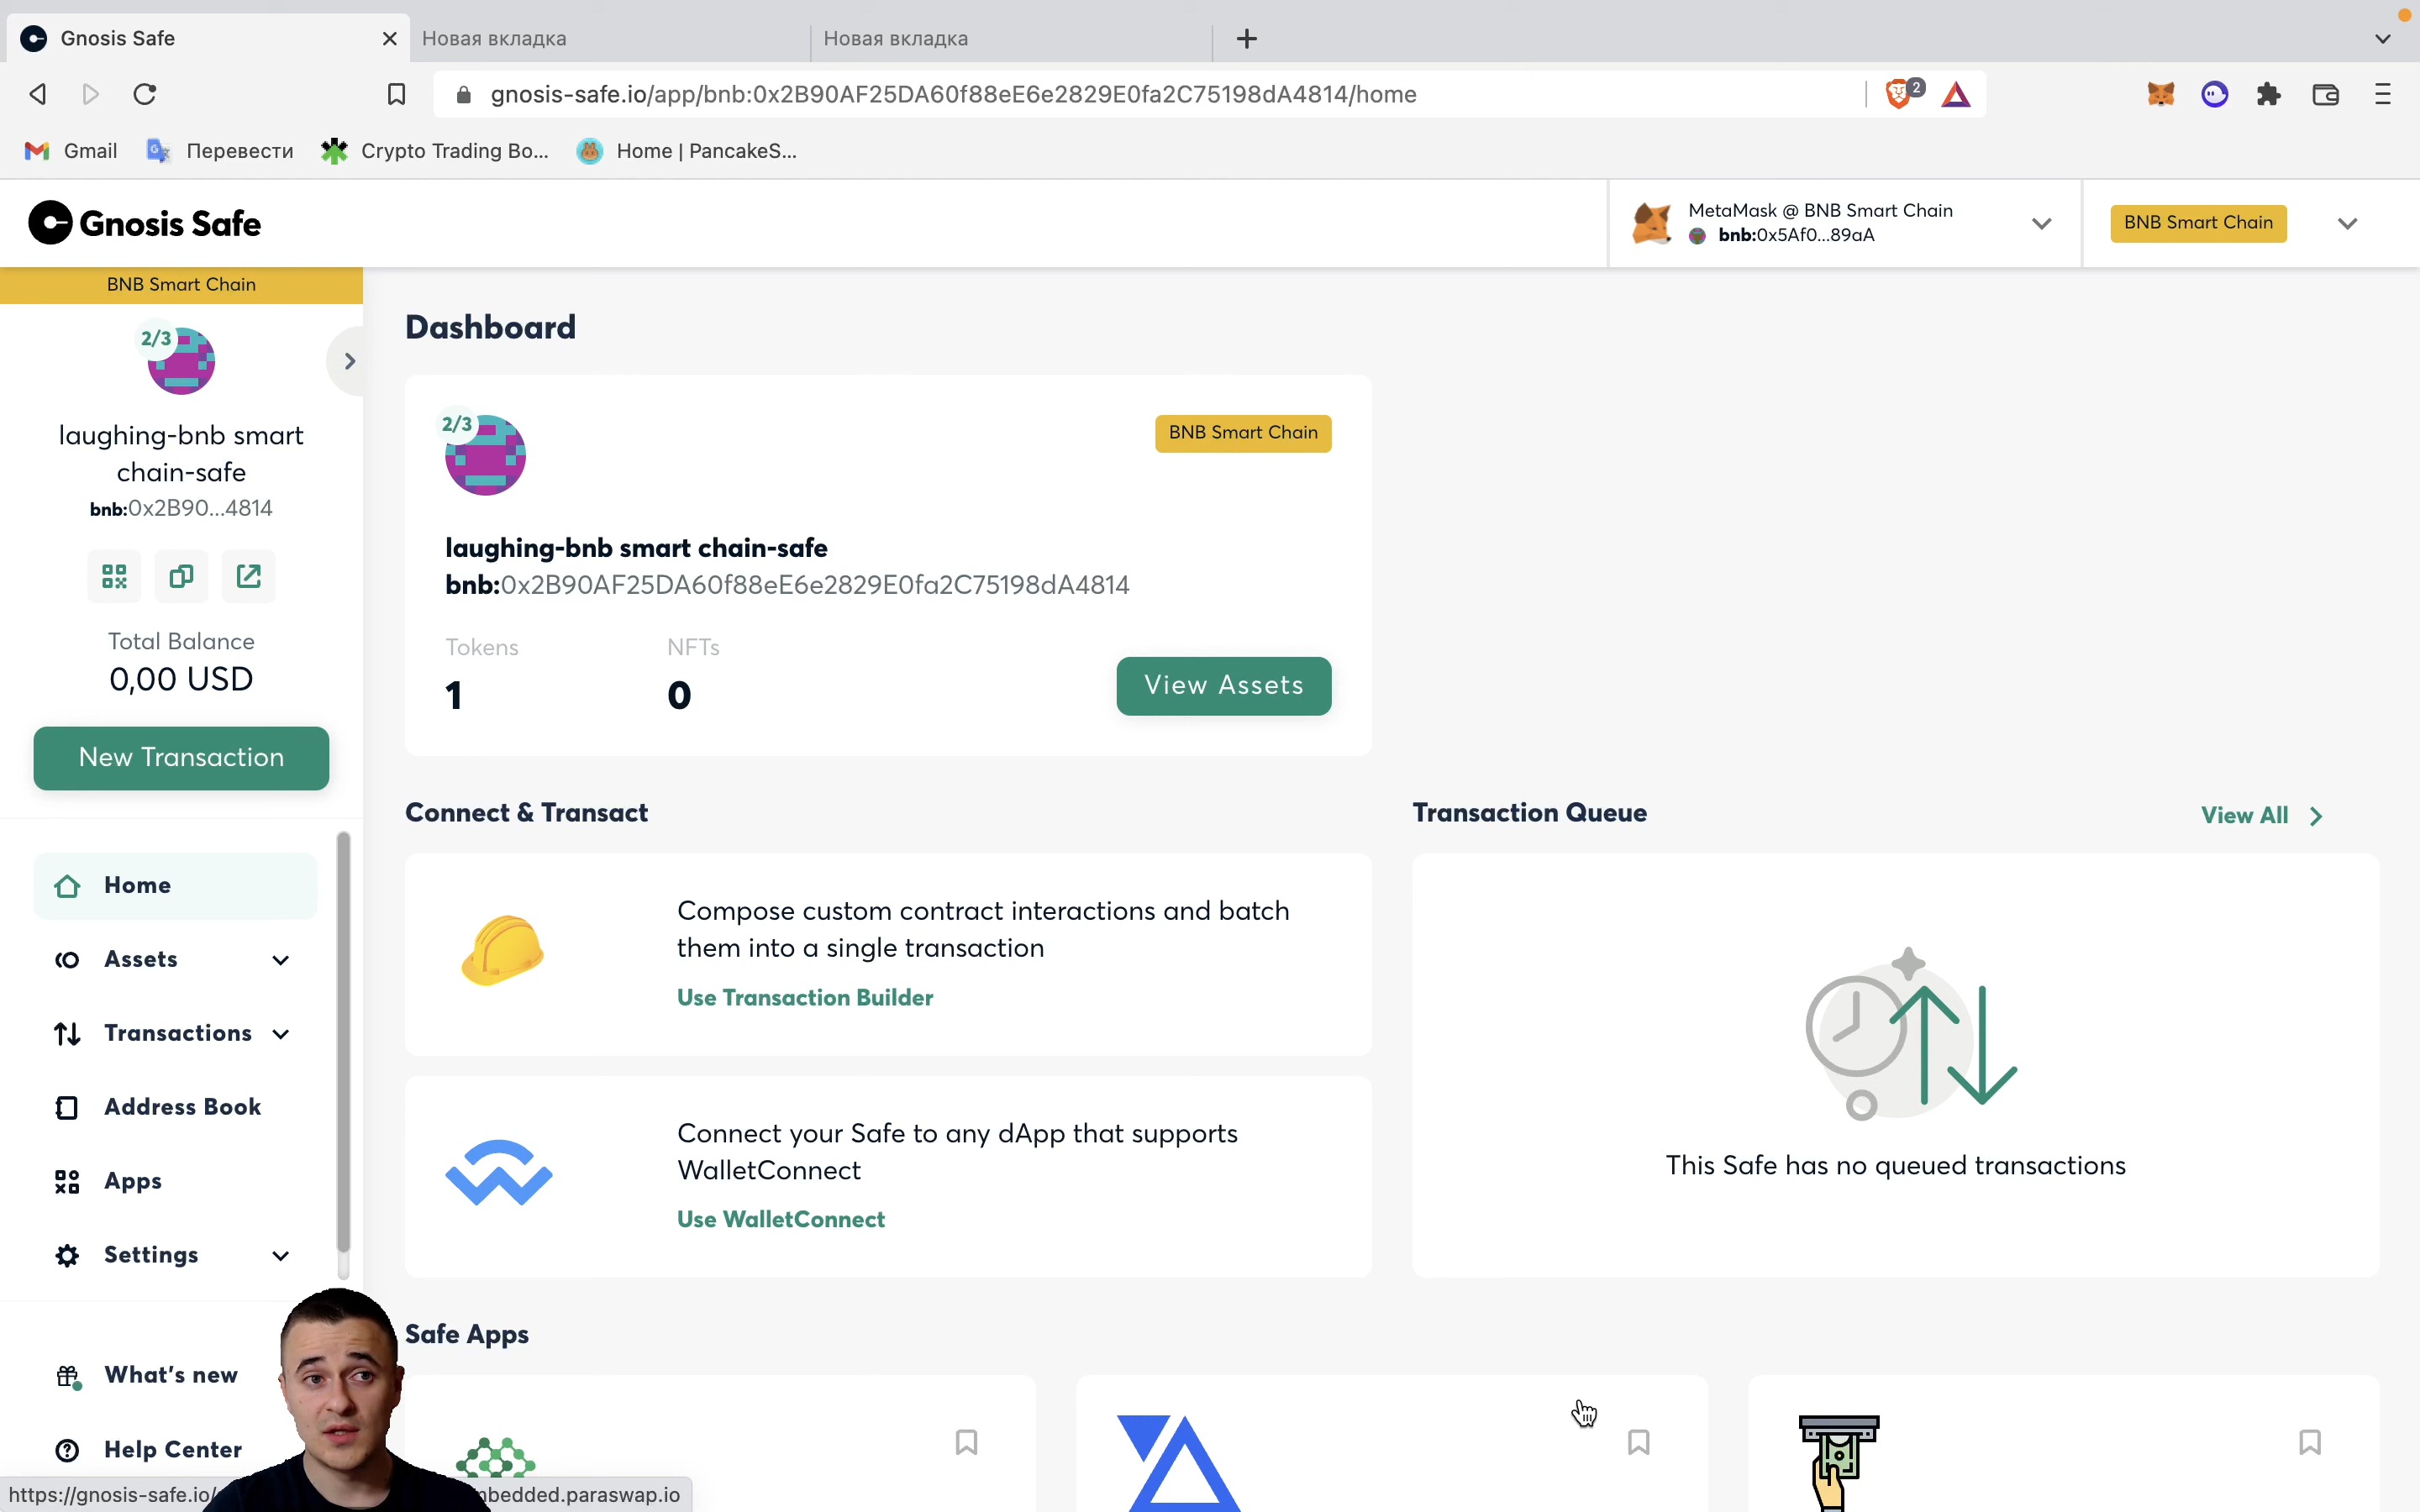 Gnosis Safe
Новая вкладка
Новая вкладка
gnosis-safe.io/app/bnb:0x2B90AF25DA60f88eE6e2829E0fa2C75198dA4814/home
2
Gmail
Перевести
Crypto Trading Bo...
Home | PancakeS...
Gnosis Safe
MetaMask @ BNB Smart Chain
bnb:0x5Af0...89aA
BNB Smart Chain
BNB Smart Chain
2/3
laughing-bnb smart
chain-safe
bnb:0x2B90...4814
Total Balance
0,00 USD
New Transaction
Home
Assets
Transactions
Address Book
Apps
Settings
What's new
Help Center
Dashboard
2/3
BNB Smart Chain
laughing-bnb smart chain-safe
bnb:0x2B90AF25DA60f88eE6e2829E0fa2C75198dA4814
Tokens
NFTs
1
0
View Assets
Connect & Transact
Compose custom contract interactions and batch
them into a single transaction
Use Transaction Builder
Connect your Safe to any dApp that supports
WalletConnect
Use WalletConnect
Transaction Queue
View All
This Safe has no queued transactions
Safe Apps
https://gnosis-safe.io/ mbedded.paraswap.io